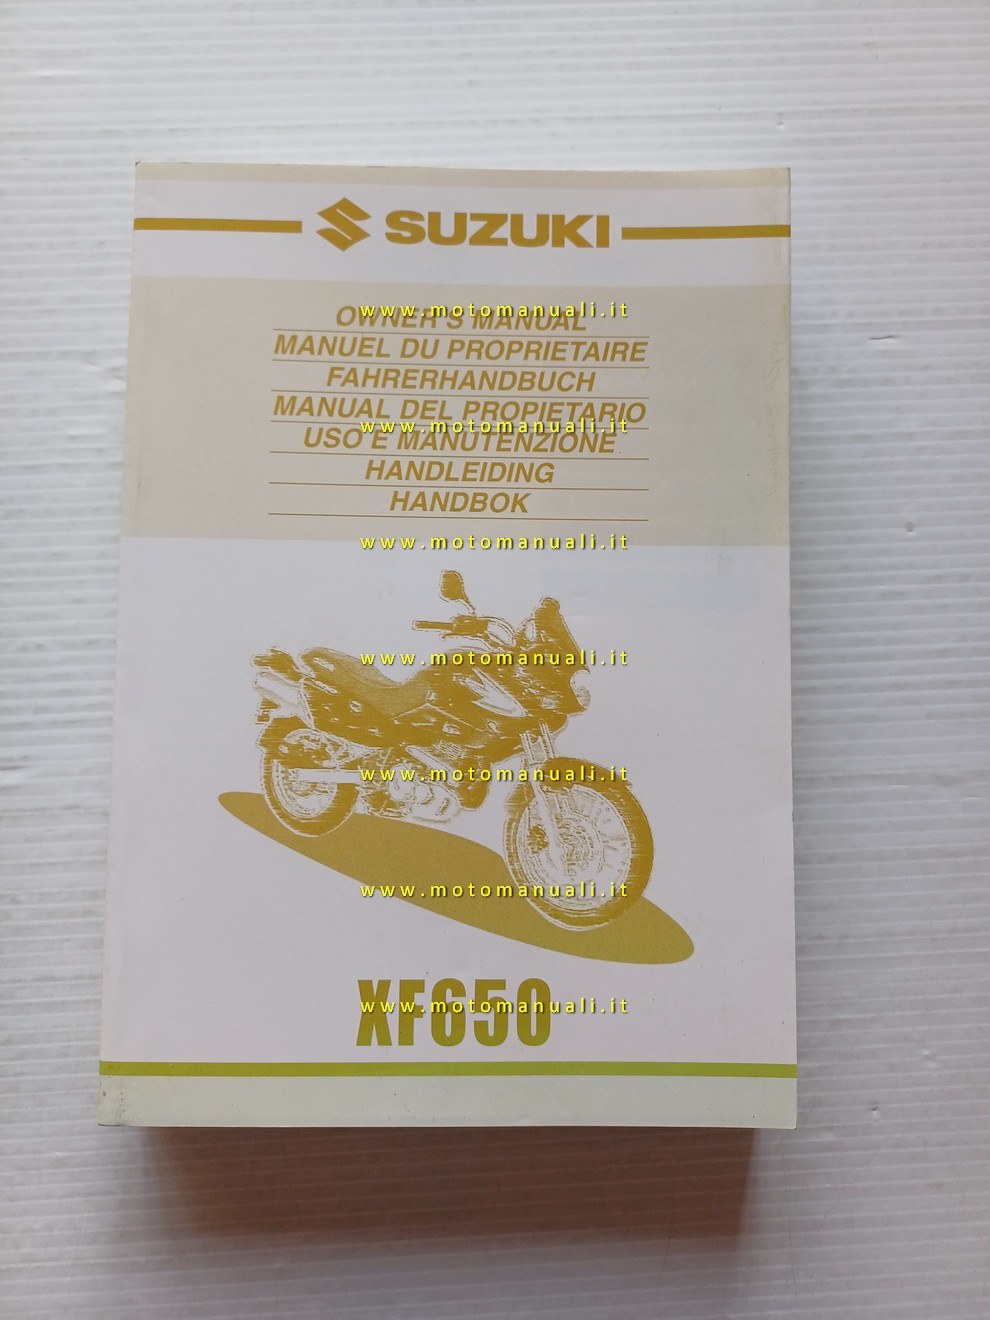 SUZUKI
www.motomanuali.it
OWNER'S MANUAL
MANUEL DU PROPRIETAIRE
FAHRERHANDBUCH
MANUAL DEL PROPIETARIO
www.motomanuali.it
USO E MANUTENZIONE
HANDLEIDING
HANDBOK
www.motomanuali.it
www.motomanuali.it
www.motomanuali.it
www.motomanuali.it
XF650
www.motomanuali.it